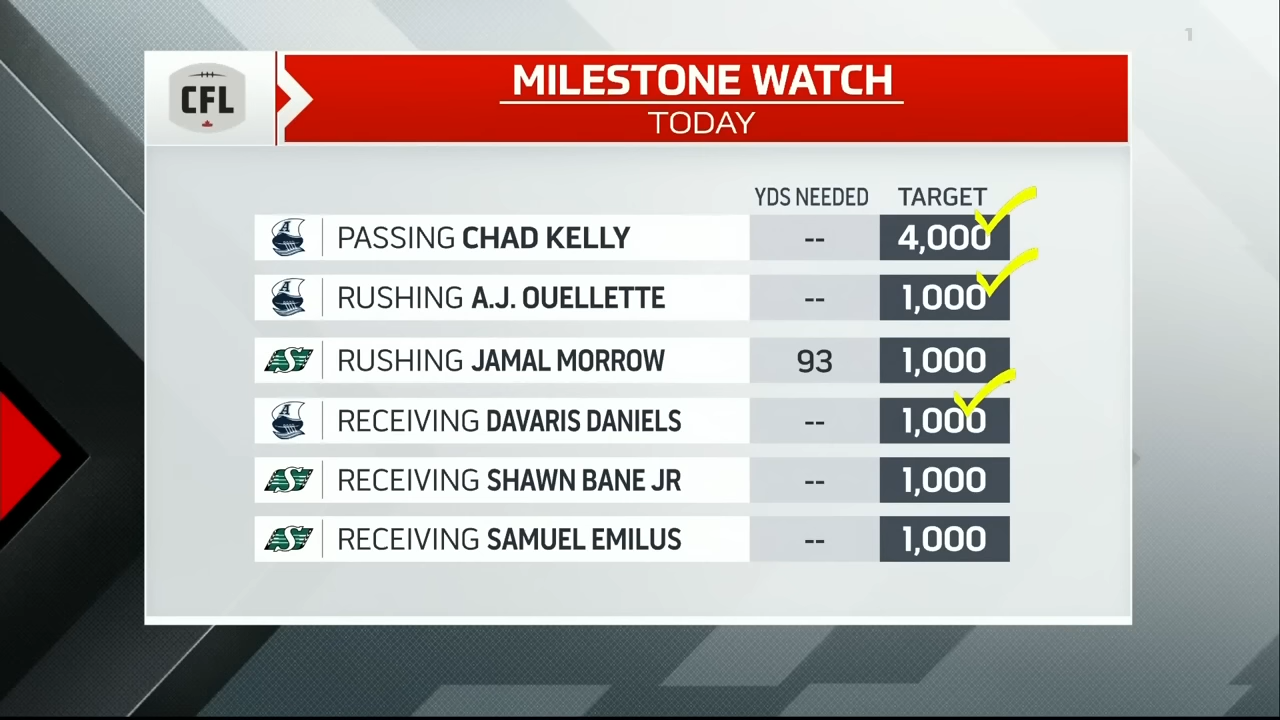 1
CFL
MILESTONE WATCH
TODAY
YDS NEEDED TARGET
A PASSING CHAD KELLY -- 4,000
A RUSHING A.J. OUELLETTE -- 1,000
S RUSHING JAMAL MORROW 93 1,000
A RECEIVING DAVARIS DANIELS -- 1,000
S RECEIVING SHAWN BANE JR -- 1,000
S RECEIVING SAMUEL EMILUS -- 1,000